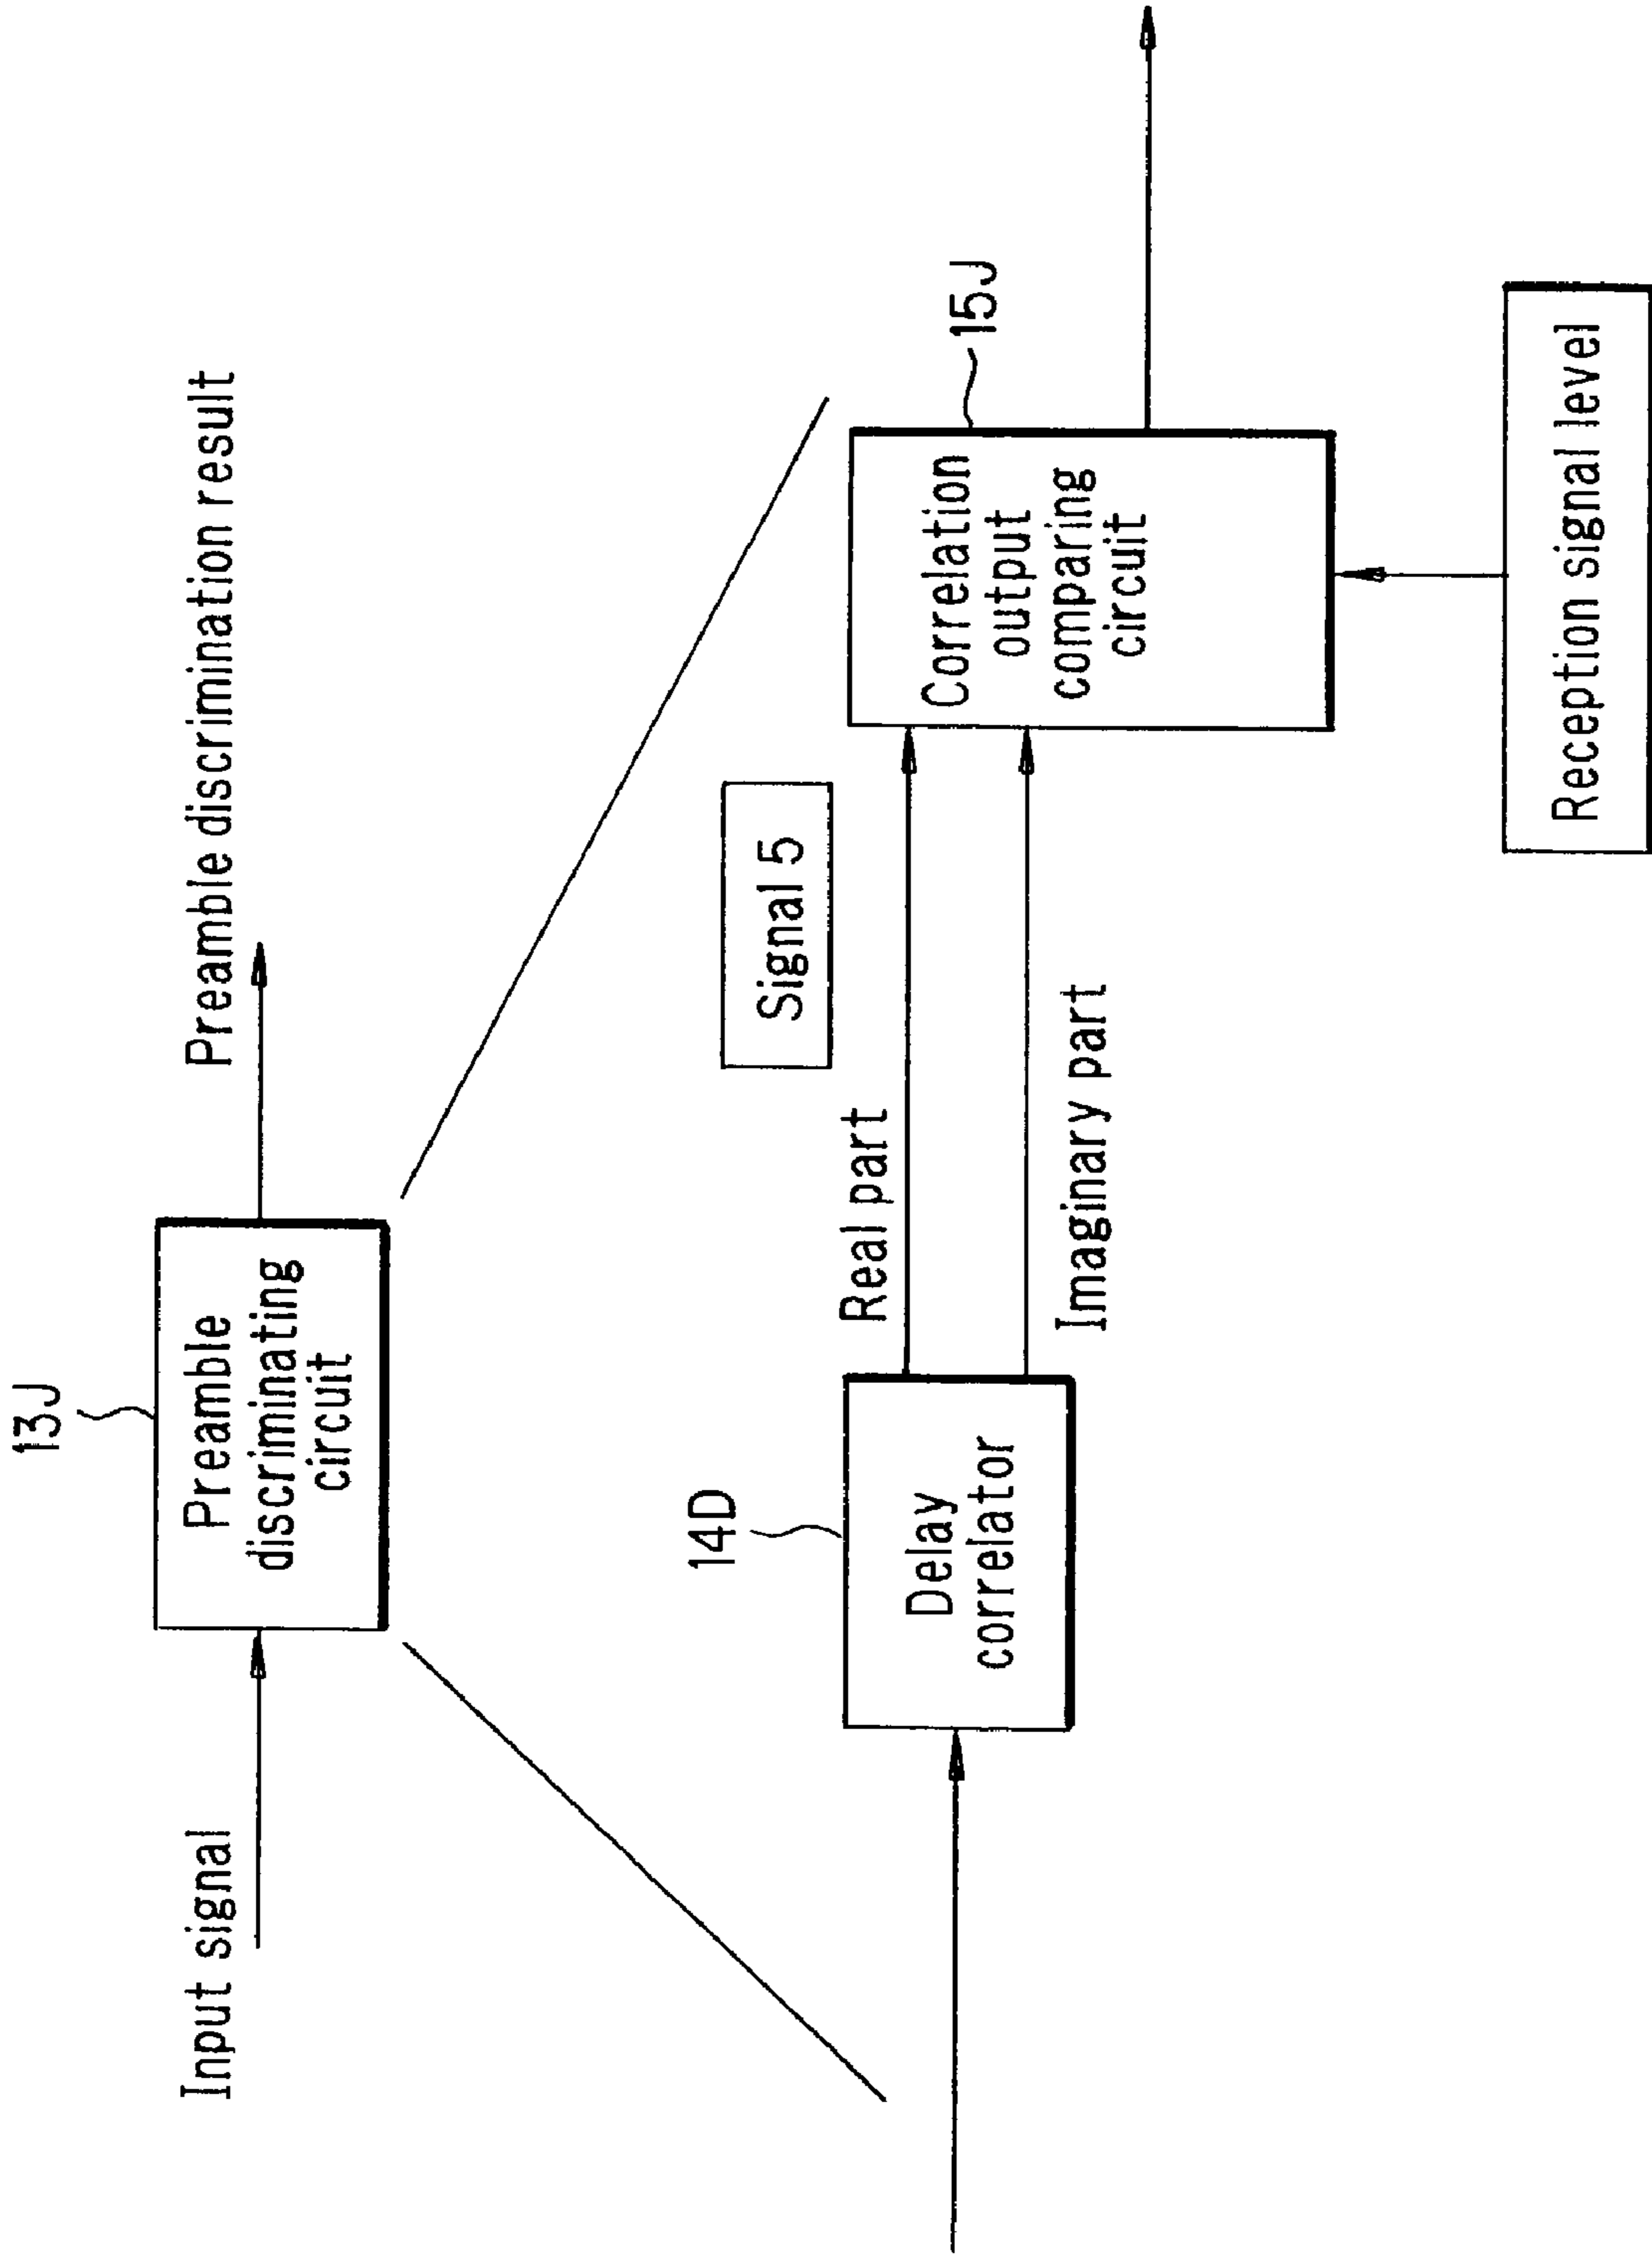 13J
Input signal
Preamble
discriminating
circuit
Preamble discrimination result
14D
Delay
correlator
Real part
Imaginary part
Signal 5
15J
Correlation
output
comparing
circuit
Reception signal level